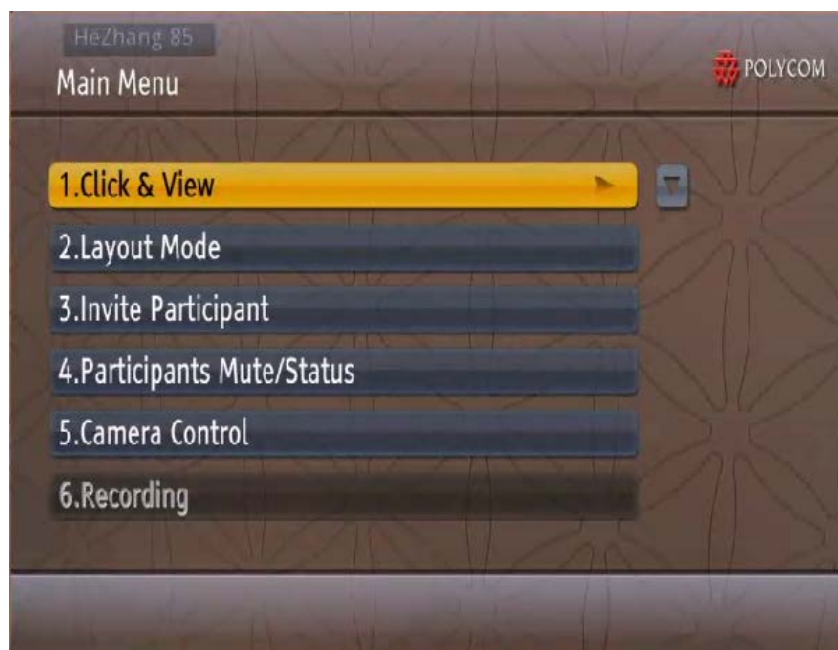 HeZhang 85
Main Menu
POLYCOM
1.Click & View
2.Layout Mode
3.Invite Participant
4.Participants Mute/Status
5.Camera Control
6.Recording